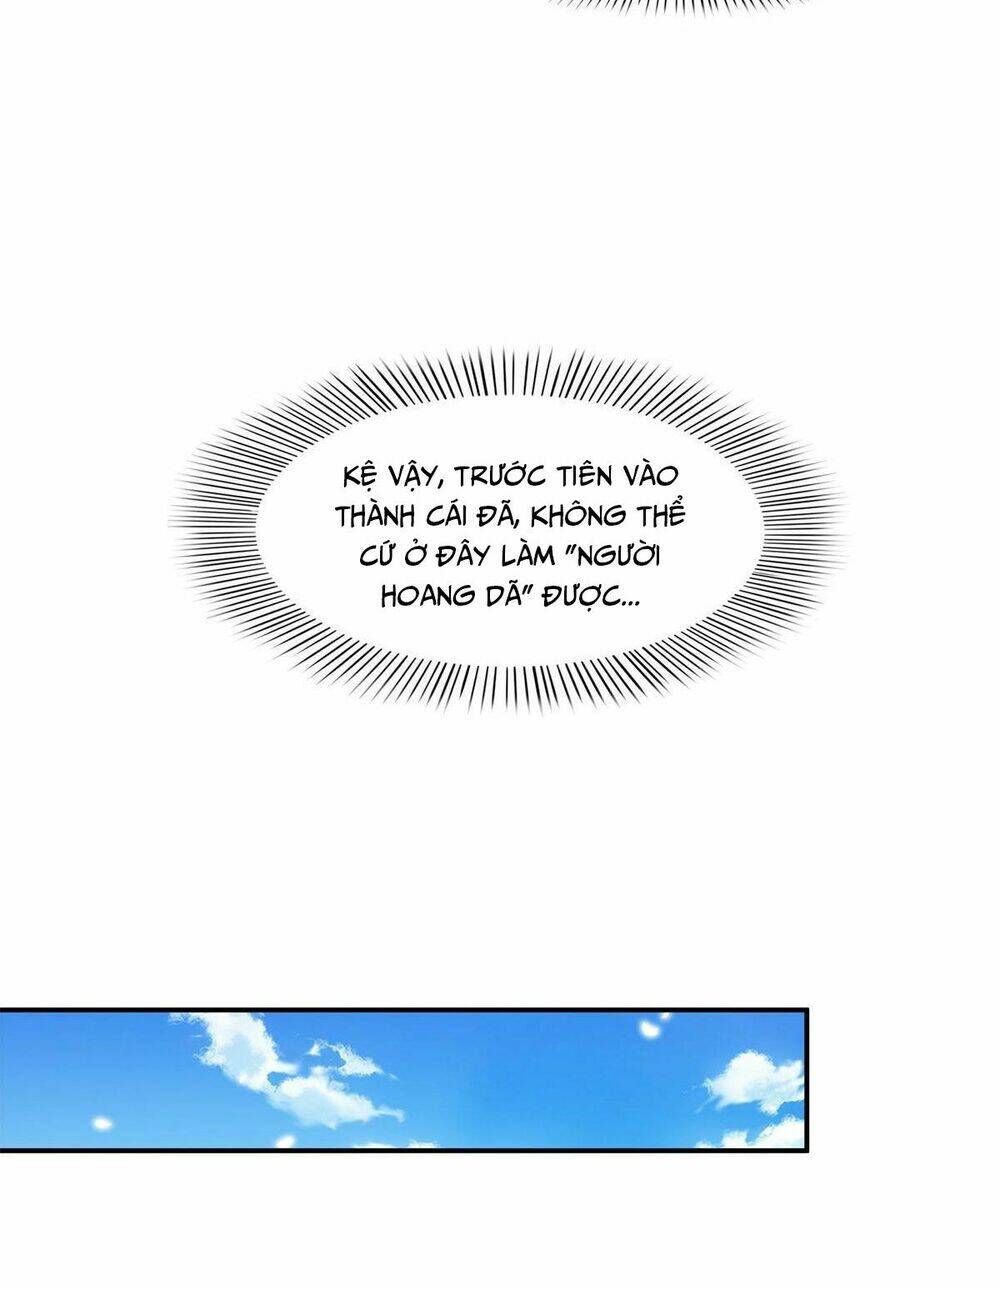 KỆ VẬY, TRƯỚC TIÊN VÀO
THÀNH CÁI ĐÃ, KHÔNG THỂ
CỨ Ở ĐÂY LÀM "NGƯỜI
HOANG DÃ" ĐƯỢC...